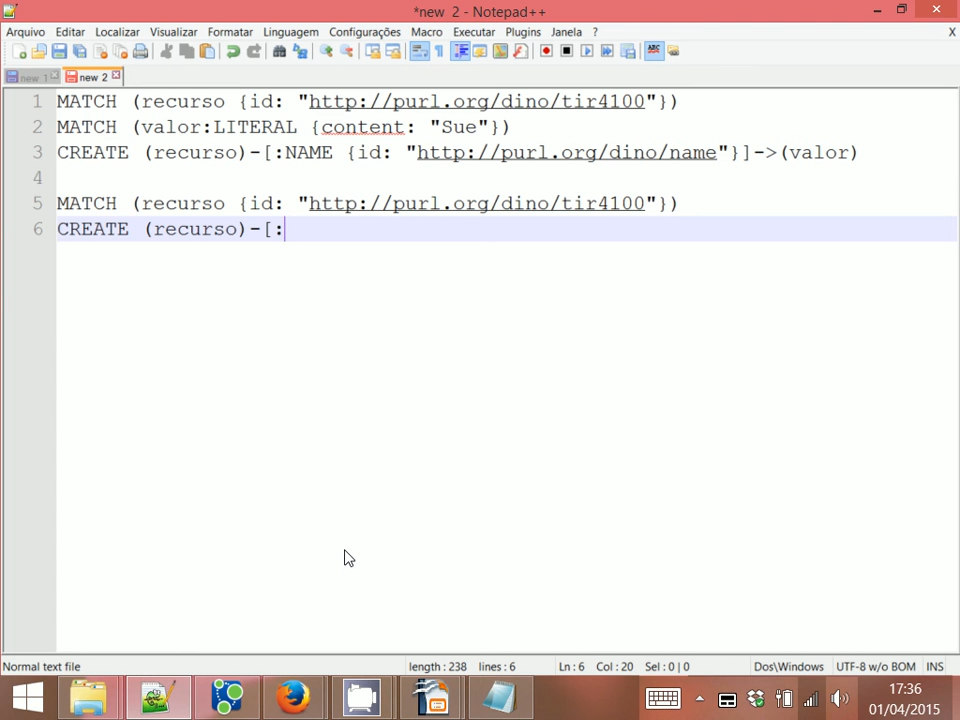 *new  2 - Notepad++
Arquivo Editar Localizar Visualizar Formatar Linguagem Configurações Macro Executar Plugins Janela ? X
new 1 new 2
1 MATCH (recurso {id: "http://purl.org/dino/tir4100"})
2 MATCH (valor:LITERAL {content: "Sue"})
3 CREATE (recurso)-[:NAME {id: "http://purl.org/dino/name"}]->(valor)
4
5 MATCH (recurso {id: "http://purl.org/dino/tir4100"})
6 CREATE (recurso)-[:
Normal text file length : 238 lines : 6 Ln : 6 Col : 20 Sel : 0 | 0 Dos\Windows UTF-8 w/o BOM INS
17:36
01/04/2015